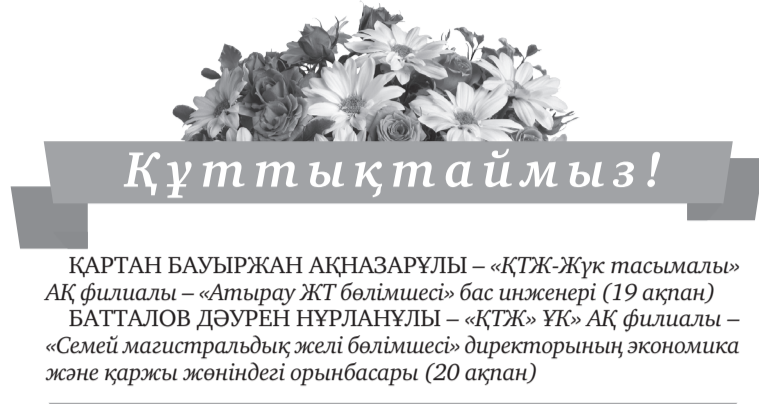 Құттықтаймыз!
ҚАРТАН БАУЫРЖАН АҚНАЗАРҰЛЫ – «ҚТЖ-Жүк тасымалы»
АҚ филиалы – «Атырау ЖТ бөлімшесі» бас инженері (19 ақпан)
БАТТАЛОВ ДӘУРЕН НҰРЛАНҰЛЫ – «ҚТЖ» ҰК» АҚ филиалы –
«Семей магистральдық желі бөлімшесі» директорының экономика
және қаржы жөніндегі орынбасары (20 ақпан)